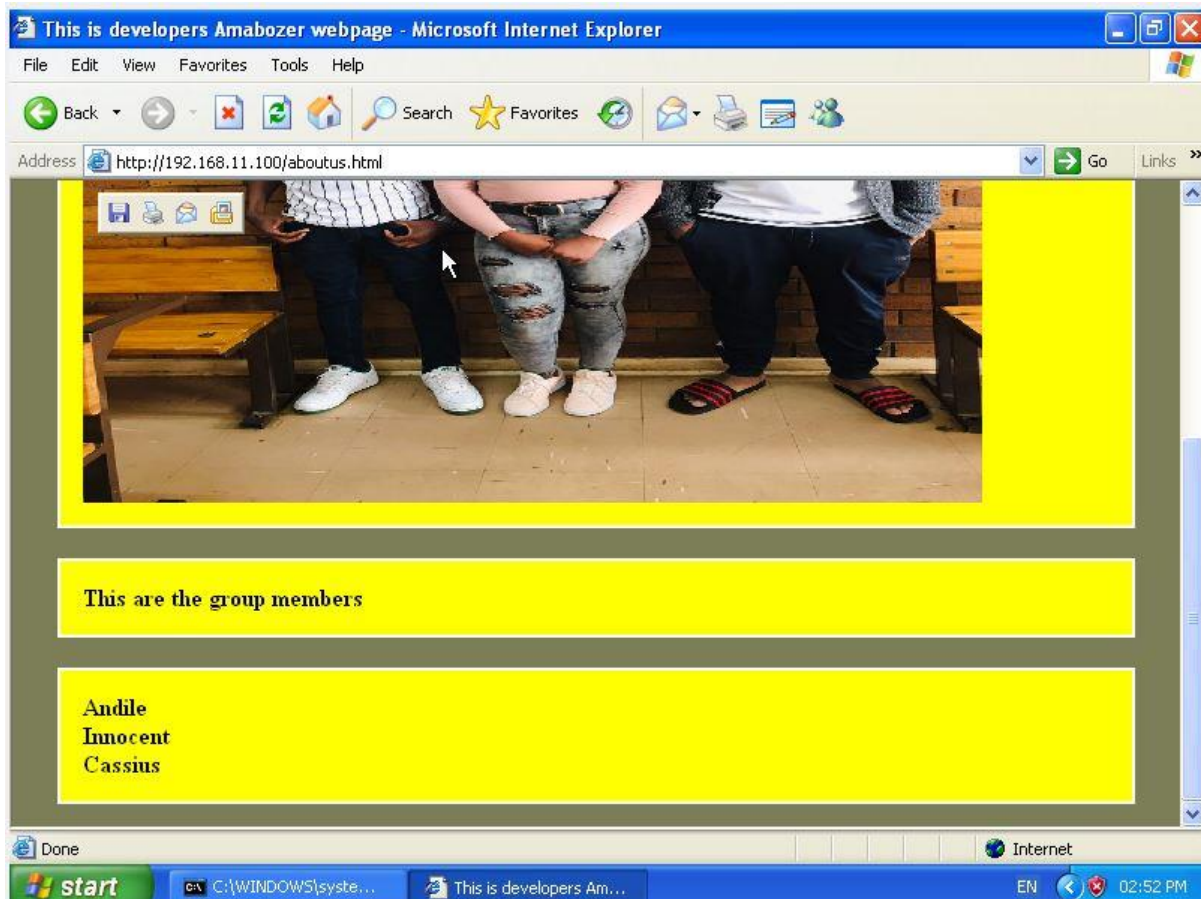 This is developers Amabozer webpage - Microsoft Internet Explorer
File Edit View Favorites Tools Help
Back Search Favorites
Address http://192.168.11.100/aboutus.html Go Links »
This are the group members
Andile
Innocent
Cassius
Done Internet
start C:\WINDOWS\syste... This is developers Am... EN 02:52 PM